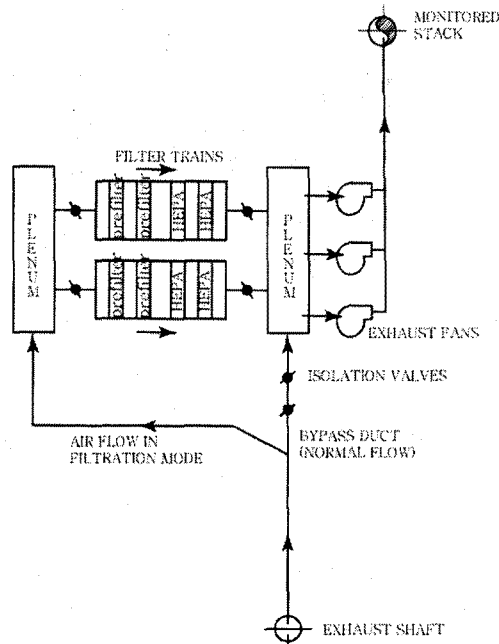 MONITORED
STACK
FILTER TRAINS
PLENUM
prefilter
prefilter
HEPA
HEPA
PLENUM
prefilter
prefilter
HEPA
HEPA
EXHAUST FANS
ISOLATION VALVES
AIR FLOW IN
FILTRATION MODE
BYPASS DUCT
(NORMAL FLOW)
EXHAUST SHAFT